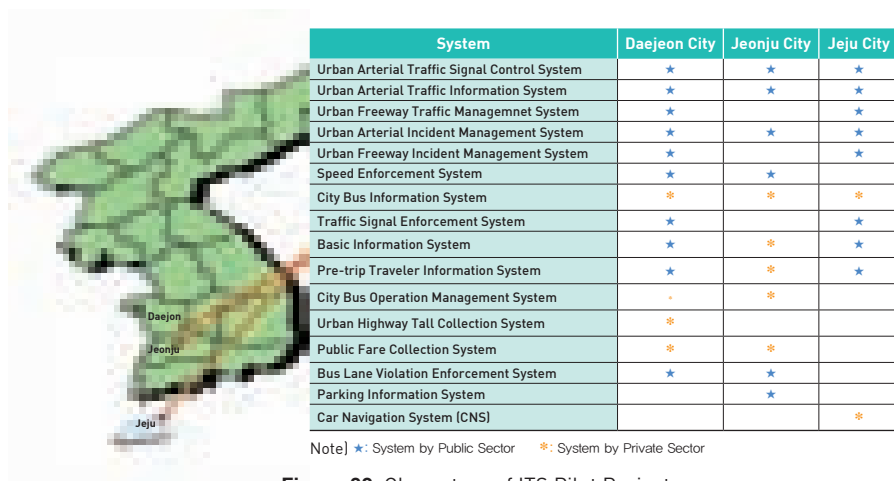 System Daejeon City Jeonju City Jeju City
Urban Arterial Traffic Signal Control System ★ ★ ★
Urban Arterial Traffic Information System ★ ★ ★
Urban Freeway Traffic Managemnet System ★ ★
Urban Arterial Incident Management System ★ ★ ★
Urban Freeway Incident Management System ★ ★
Speed Enforcement System ★ ★
City Bus Information System ✻ ✻ ✻
Traffic Signal Enforcement System ★ ★
Basic Information System ★ ✻ ★
Pre-trip Traveler Information System ★ ✻ ★
City Bus Operation Management System · ✻
Urban Highway Tall Collection System ✻
Public Fare Collection System ✻ ✻
Bus Lane Violation Enforcement System ★ ★
Parking Information System ★
Car Navigation System (CNS) ✻
Daejon
Jeonju
Jeju
Note) ★: System by Public Sector ✻: System by Private Sector